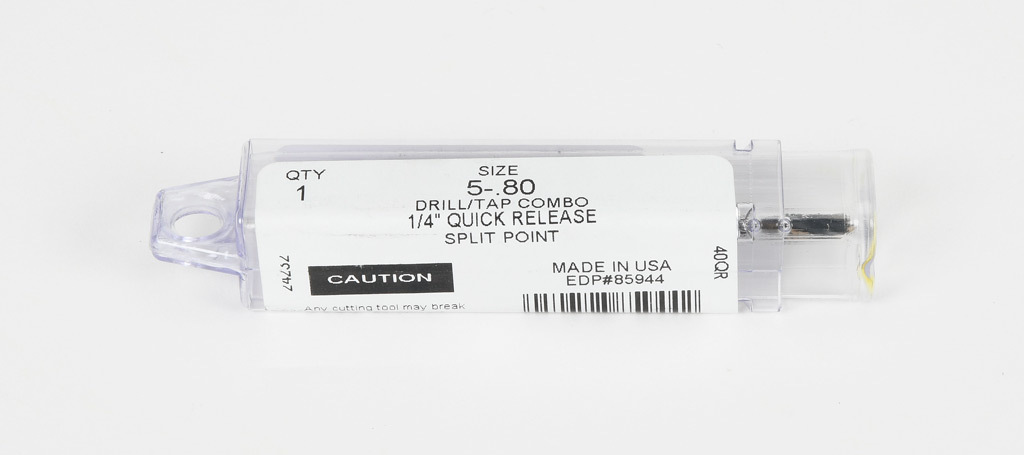 QTY
1
SIZE
5-.80
DRILL/TAP COMBO
1/4" QUICK RELEASE
SPLIT POINT
CAUTION
Any cutting tool may break
MADE IN USA
EDP#85944
40QR